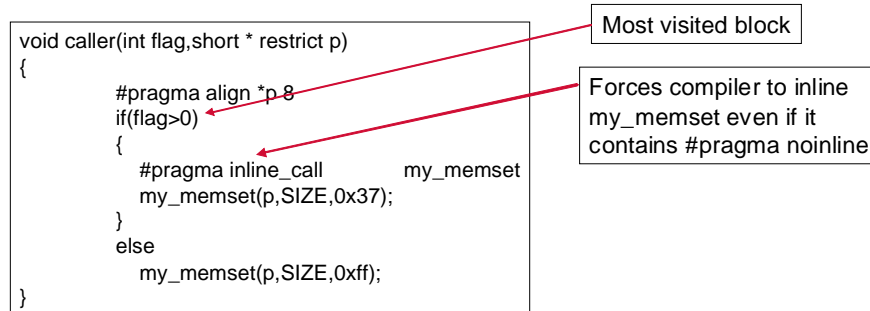 void caller(int flag,short * restrict p)
{
#pragma align *p 8
if(flag>0)
{
#pragma inline_call my_memset
my_memset(p,SIZE,0x37);
}
else
my_memset(p,SIZE,0xff);
}
Most visited block
Forces compiler to inline
my_memset even if it
contains #pragma noinline